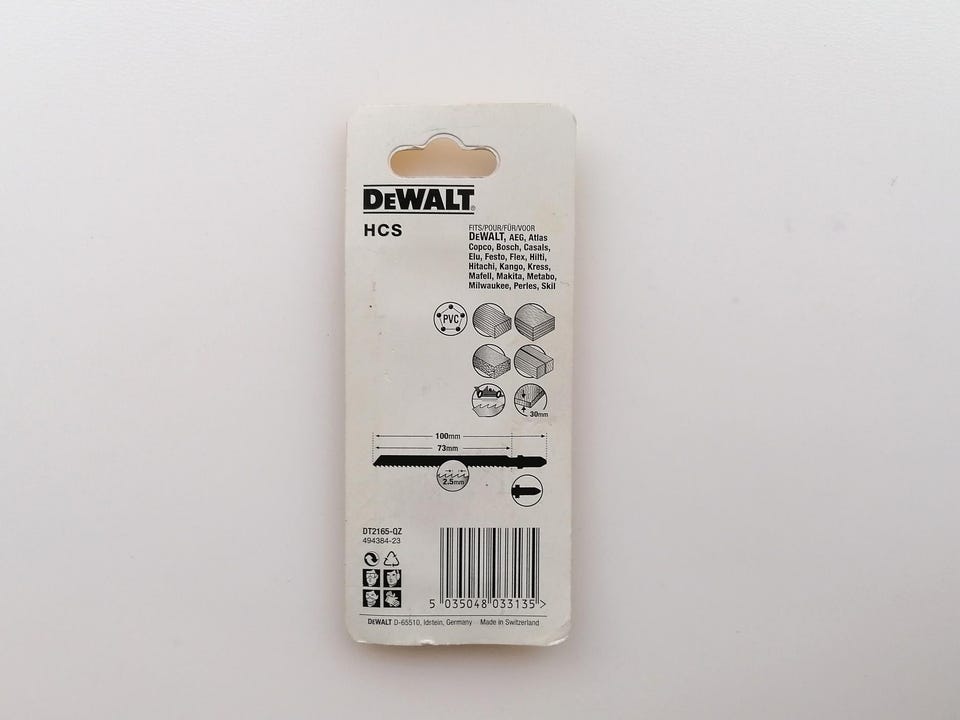 DEWALT®
HCS
FITS/POUR/FÜR/VOOR
DEWALT, AEG, Atlas
Copco, Bosch, Casals,
Elu, Festo, Flex, Hilti,
Hitachi, Kango, Kress,
Mafell, Makita, Metabo,
Milwaukee, Perles, Skil
PVC
30mm
100mm
73mm
2.5mm
DT2165-QZ
494384-23
5 035048 033135 >
DEWALT D-65510, Idrtein, Germany Made in Switzerland